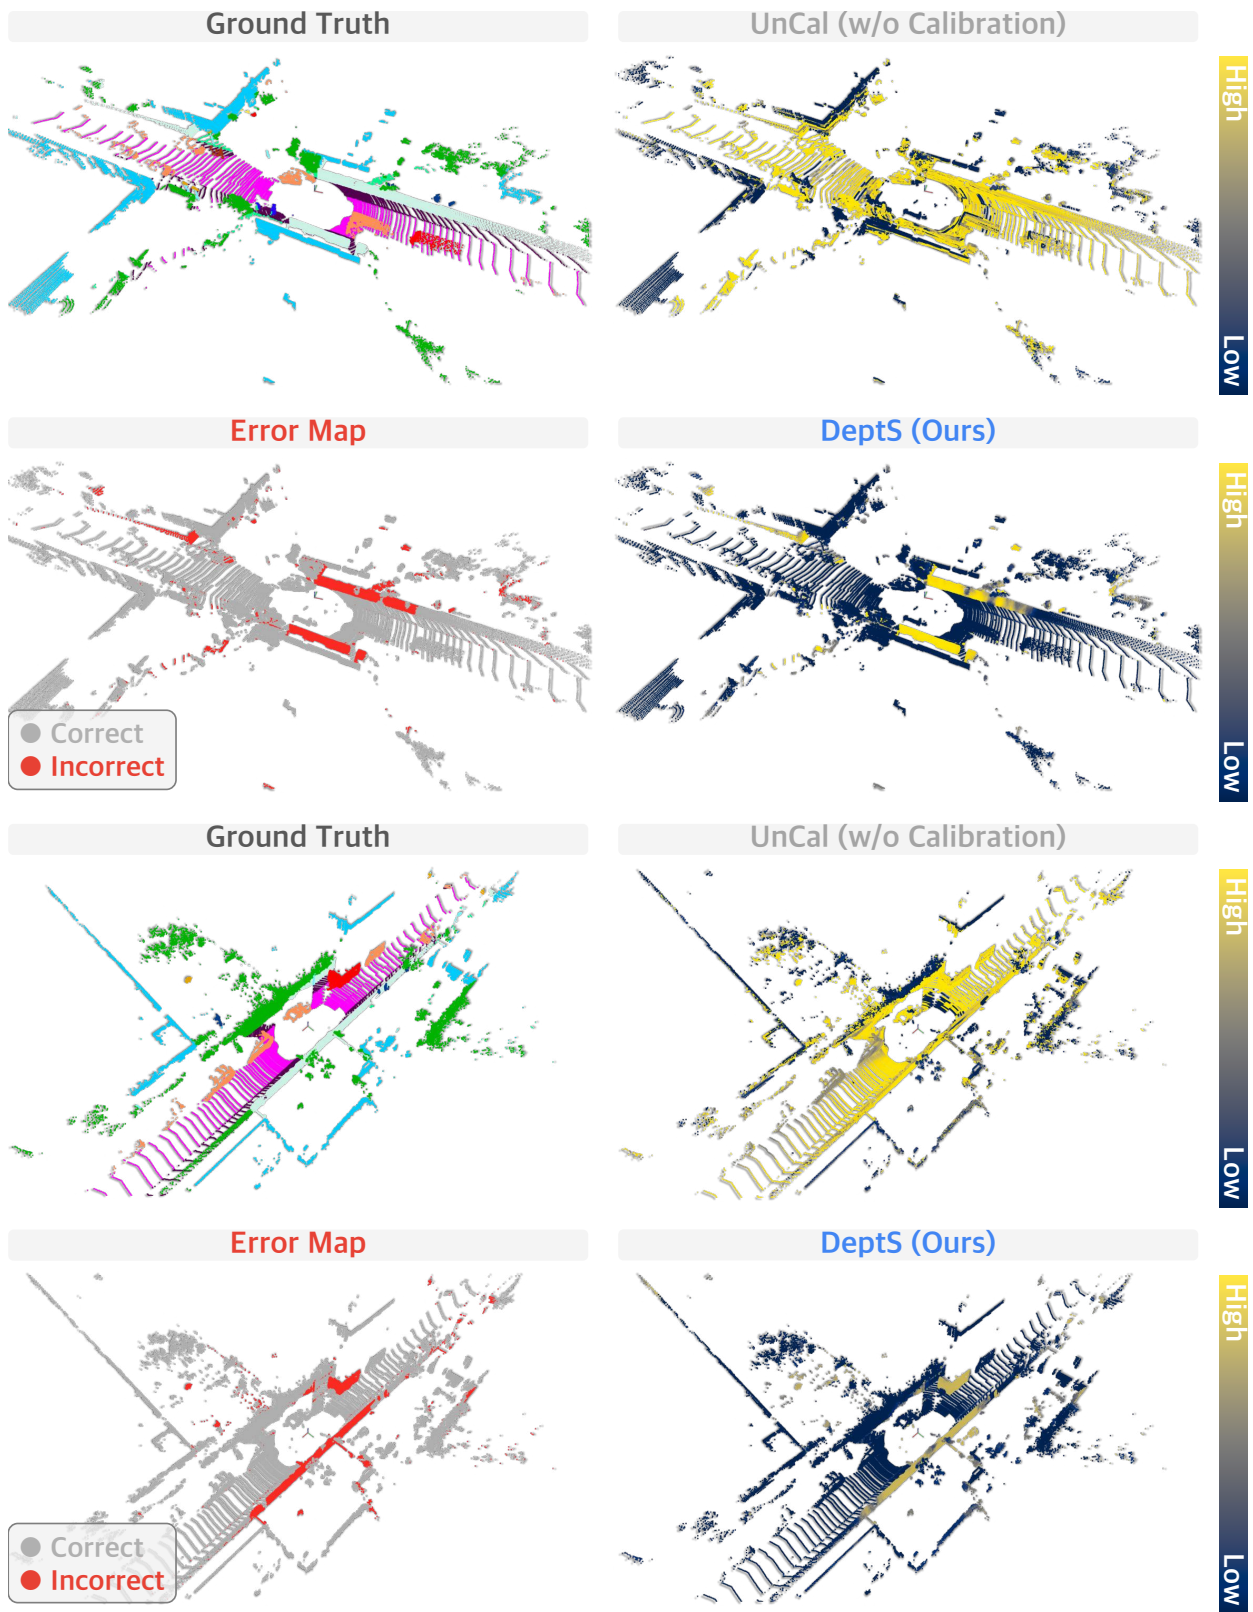 Ground Truth
UnCal (w/o Calibration)
High
Low
Error Map
DeptS (Ours)
High
Low
Correct
Incorrect
Ground Truth
UnCal (w/o Calibration)
High
Low
Error Map
DeptS (Ours)
High
Low
Correct
Incorrect